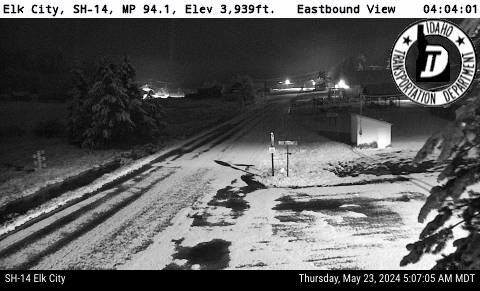 Elk City, SH-14, MP 94.1, Elev 3,939ft. Eastbound View 04:04:01
IDAHO
TRANSPORTATION DEPARTMENT
SH-14 Elk City Thursday, May 23, 2024 5:07:05 AM MDT